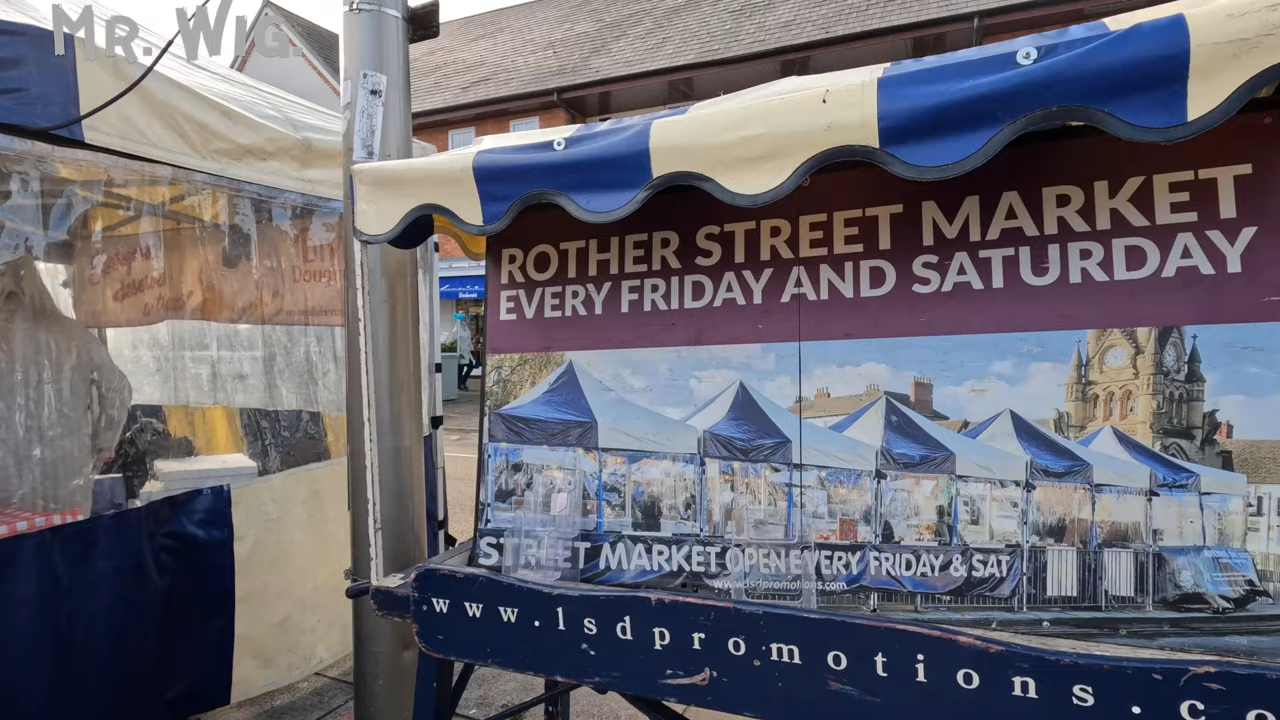 MR. WIG.
ROTHER STREET MARKET
EVERY FRIDAY AND SATURDAY
STREET MARKET OPEN EVERY FRIDAY & SAT
www.lsdpromotions.com
www.lsdpromotions.co